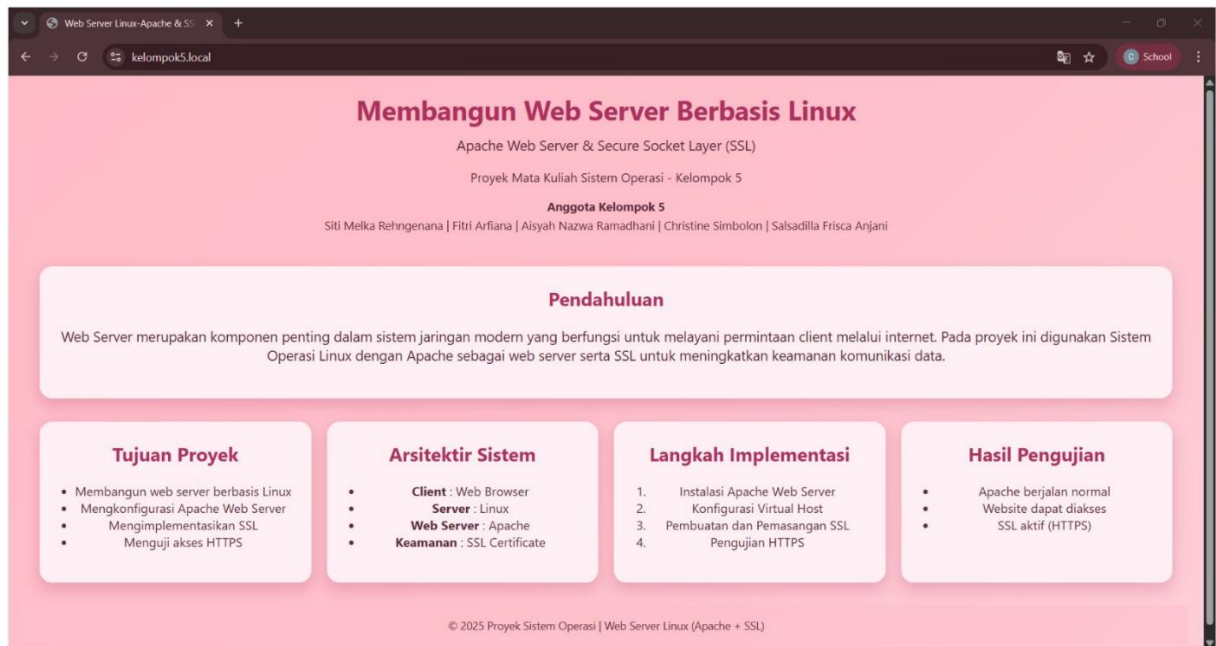 Web Server Linux-Apache & SS
kelompok5.local
School
Membangun Web Server Berbasis Linux
Apache Web Server & Secure Socket Layer (SSL)
Proyek Mata Kuliah Sistem Operasi - Kelompok 5
Anggota Kelompok 5
Siti Melka Rehngenana | Fitri Arfiana | Aisyah Nazwa Ramadhani | Christine Simbolon | Salsadilla Frisca Anjani
Pendahuluan
Web Server merupakan komponen penting dalam sistem jaringan modern yang berfungsi untuk melayani permintaan client melalui internet. Pada proyek ini digunakan Sistem
Operasi Linux dengan Apache sebagai web server serta SSL untuk meningkatkan keamanan komunikasi data.
Tujuan Proyek
• Membangun web server berbasis Linux
• Mengkonfigurasi Apache Web Server
• Mengimplementasikan SSL
• Menguji akses HTTPS
Arsitektir Sistem
• Client : Web Browser
• Server : Linux
• Web Server : Apache
• Keamanan : SSL Certificate
Langkah Implementasi
1. Instalasi Apache Web Server
2. Konfigurasi Virtual Host
3. Pembuatan dan Pemasangan SSL
4. Pengujian HTTPS
Hasil Pengujian
• Apache berjalan normal
• Website dapat diakses
• SSL aktif (HTTPS)
© 2025 Proyek Sistem Operasi | Web Server Linux (Apache + SSL)